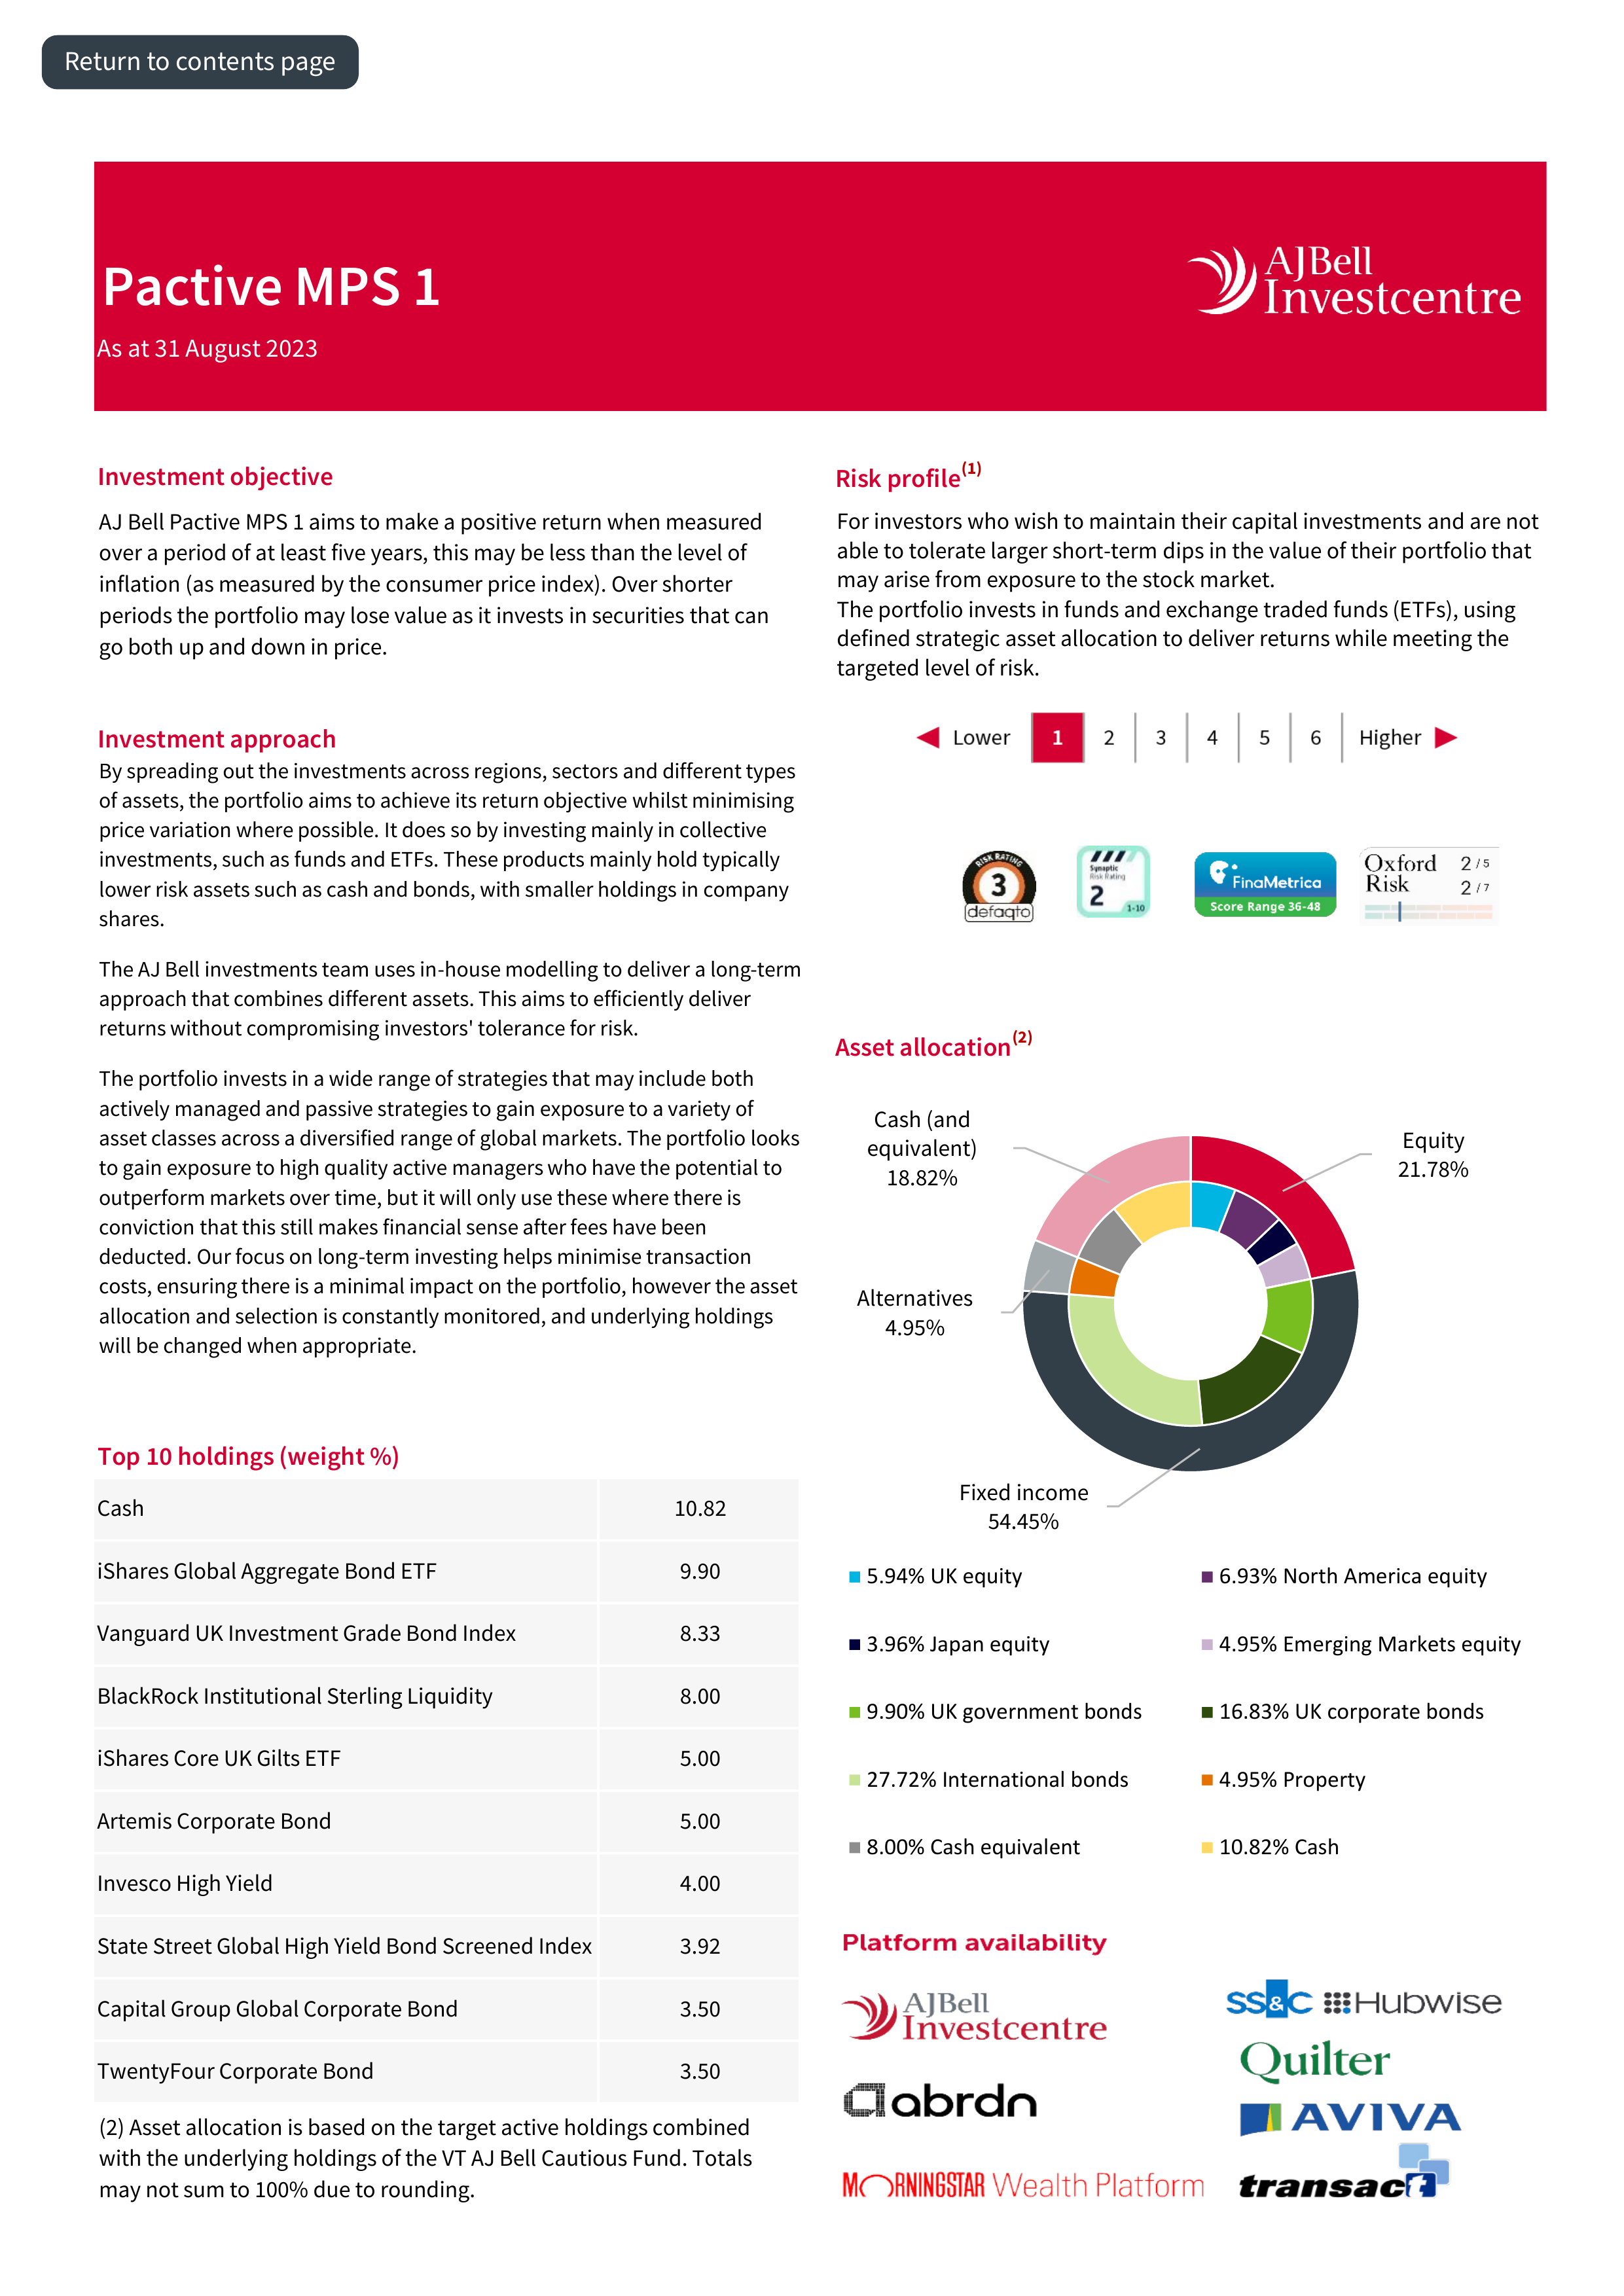 Return to contents page
Pactive MPS 1
As at 31 August 2023
AJBell
Investcentre
Investment objective
AJ Bell Pactive MPS 1 aims to make a positive return when measured
over a period of at least five years, this may be less than the level of
inflation (as measured by the consumer price index). Over shorter
periods the portfolio may lose value as it invests in securities that can
go both up and down in price.
Investment approach
By spreading out the investments across regions, sectors and different types
of assets, the portfolio aims to achieve its return objective whilst minimising
price variation where possible. It does so by investing mainly in collective
investments, such as funds and ETFs. These products mainly hold typically
lower risk assets such as cash and bonds, with smaller holdings in company
shares.
The AJ Bell investments team uses in-house modelling to deliver a long-term
approach that combines different assets. This aims to efficiently deliver
returns without compromising investors' tolerance for risk.
The portfolio invests in a wide range of strategies that may include both
actively managed and passive strategies to gain exposure to a variety of
asset classes across a diversified range of global markets. The portfolio looks
to gain exposure to high quality active managers who have the potential to
outperform markets over time, but it will only use these where there is
conviction that this still makes financial sense after fees have been
deducted. Our focus on long-term investing helps minimise transaction
costs, ensuring there is a minimal impact on the portfolio, however the asset
allocation and selection is constantly monitored, and underlying holdings
will be changed when appropriate.
Top 10 holdings (weight %)
Cash 10.82
iShares Global Aggregate Bond ETF 9.90
Vanguard UK Investment Grade Bond Index 8.33
BlackRock Institutional Sterling Liquidity 8.00
iShares Core UK Gilts ETF 5.00
Artemis Corporate Bond 5.00
Invesco High Yield 4.00
State Street Global High Yield Bond Screened Index 3.92
Capital Group Global Corporate Bond 3.50
TwentyFour Corporate Bond 3.50
(2) Asset allocation is based on the target active holdings combined
with the underlying holdings of the VT AJ Bell Cautious Fund. Totals
may not sum to 100% due to rounding.
Risk profile(1)
For investors who wish to maintain their capital investments and are not
able to tolerate larger short-term dips in the value of their portfolio that
may arise from exposure to the stock market.
The portfolio invests in funds and exchange traded funds (ETFs), using
defined strategic asset allocation to deliver returns while meeting the
targeted level of risk.
Lower 1 2 3 4 5 6 Higher
RISK RATING
3
defaqto
Synaptic
Risk Rating
2
1-10
FinaMetrica
Score Range 36-48
Oxford 2 / 5
Risk 2 / 7
Asset allocation(2)
Cash (and
equivalent)
18.82%
Equity
21.78%
Alternatives
4.95%
Fixed income
54.45%
5.94% UK equity
6.93% North America equity
3.96% Japan equity
4.95% Emerging Markets equity
9.90% UK government bonds
16.83% UK corporate bonds
27.72% International bonds
4.95% Property
8.00% Cash equivalent
10.82% Cash
Platform availability
AJBell
Investcentre
SS&C Hubwise
Quilter
abrdn
AVIVA
MORNINGSTAR Wealth Platform
transact